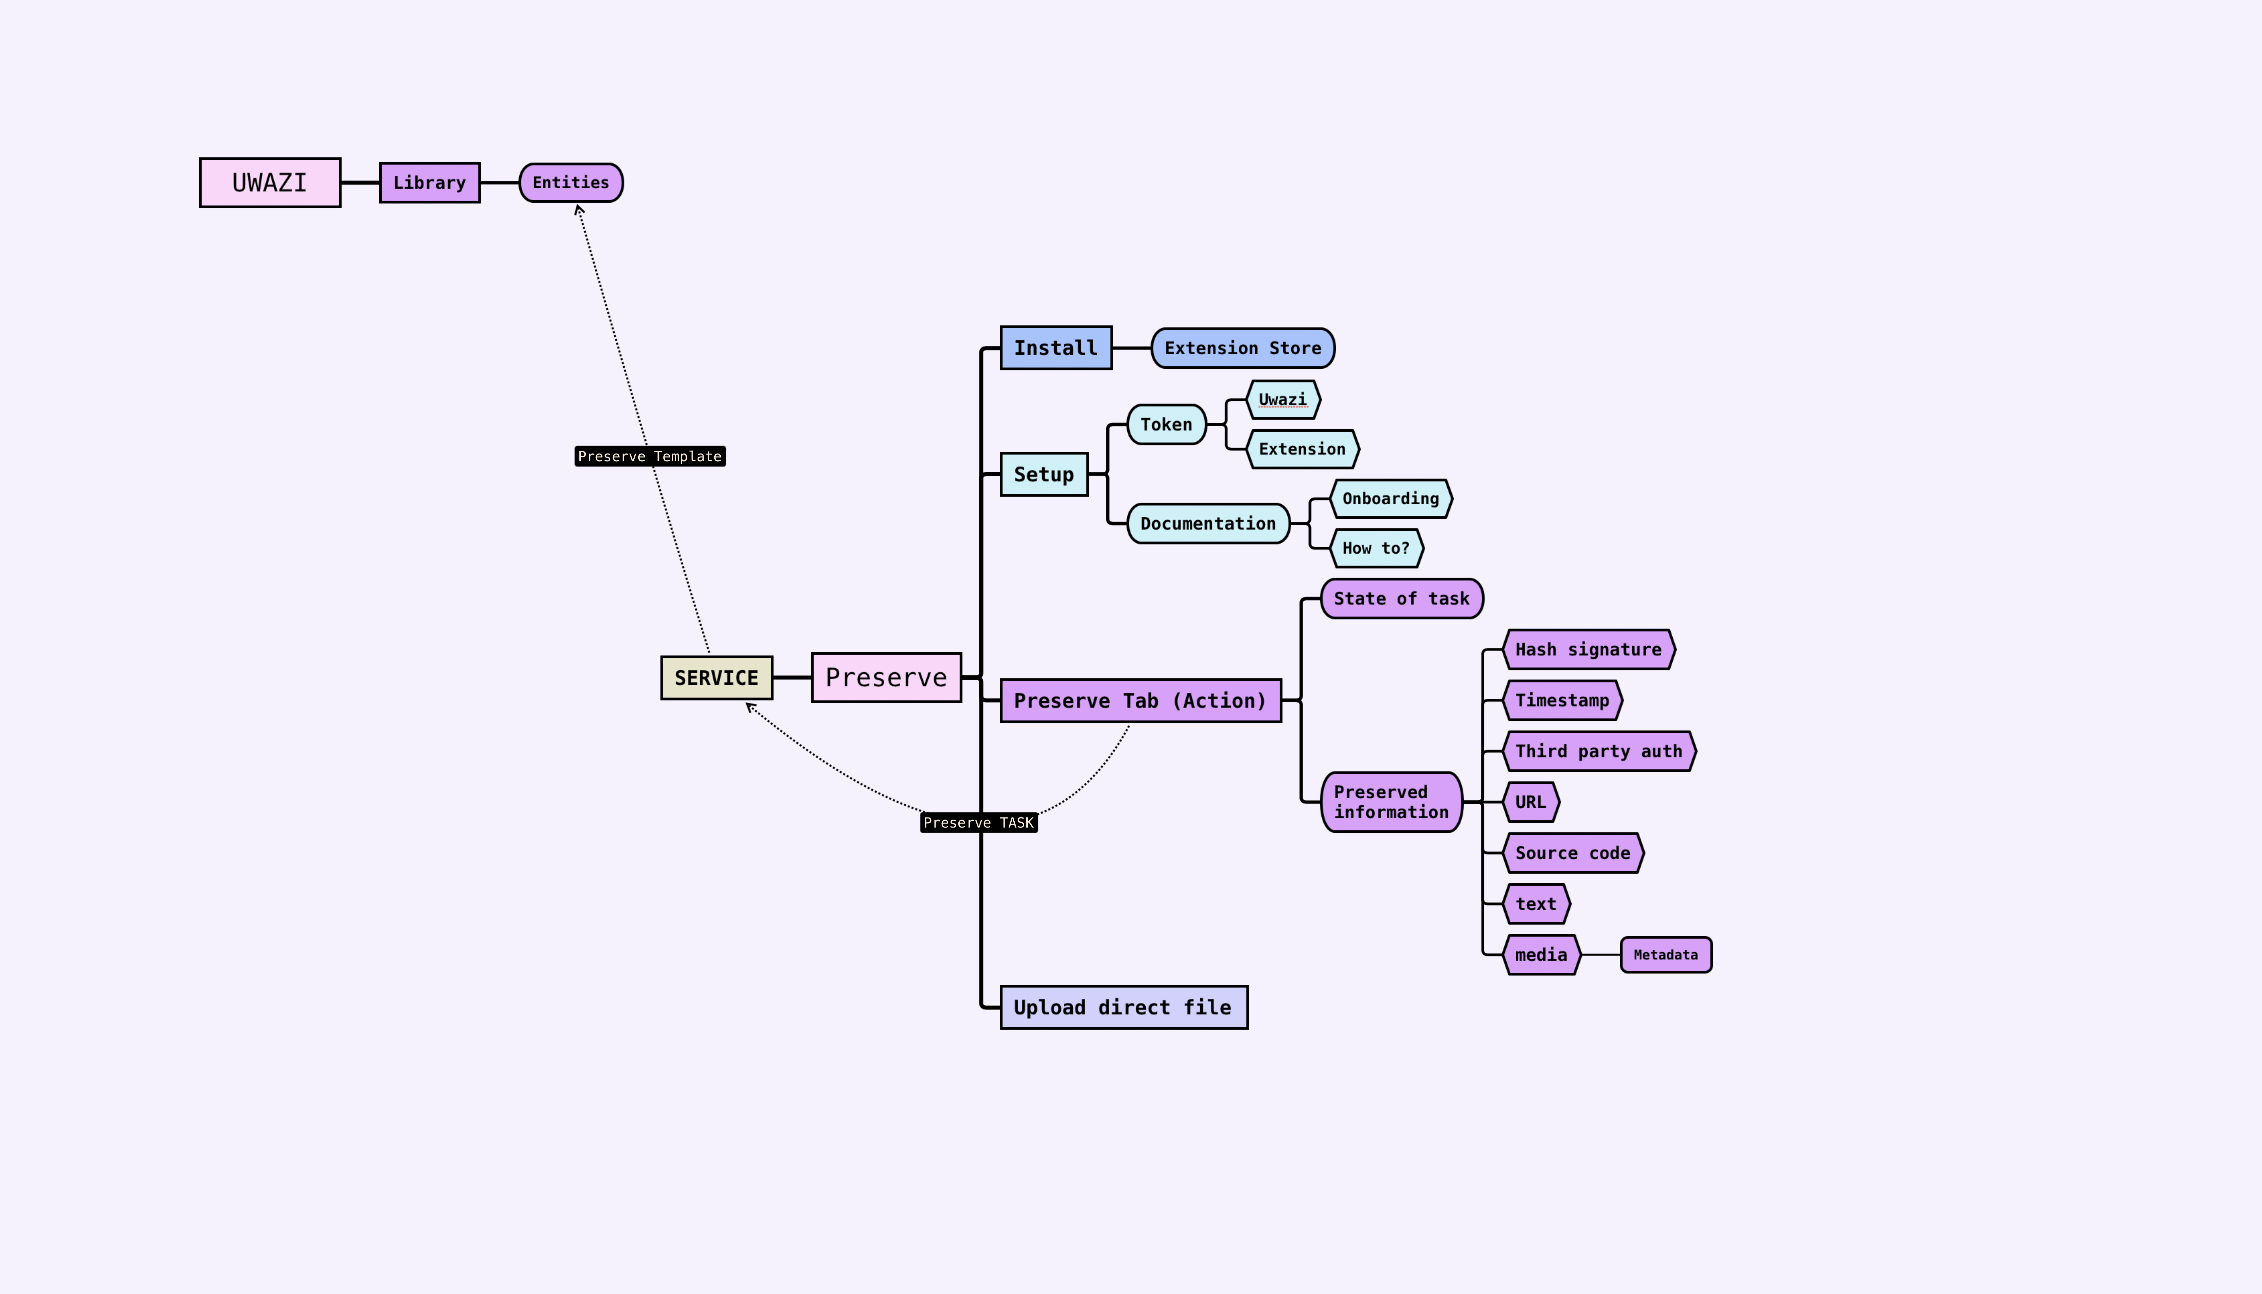 UWAZI
Library
Entities
Preserve Template
SERVICE
Preserve
Install
Extension Store
Setup
Token
Uwazi
Extension
Documentation
Onboarding
How to?
Preserve Tab (Action)
State of task
Preserved
information
Hash signature
Timestamp
Third party auth
URL
Source code
text
media
Metadata
Preserve TASK
Upload direct file